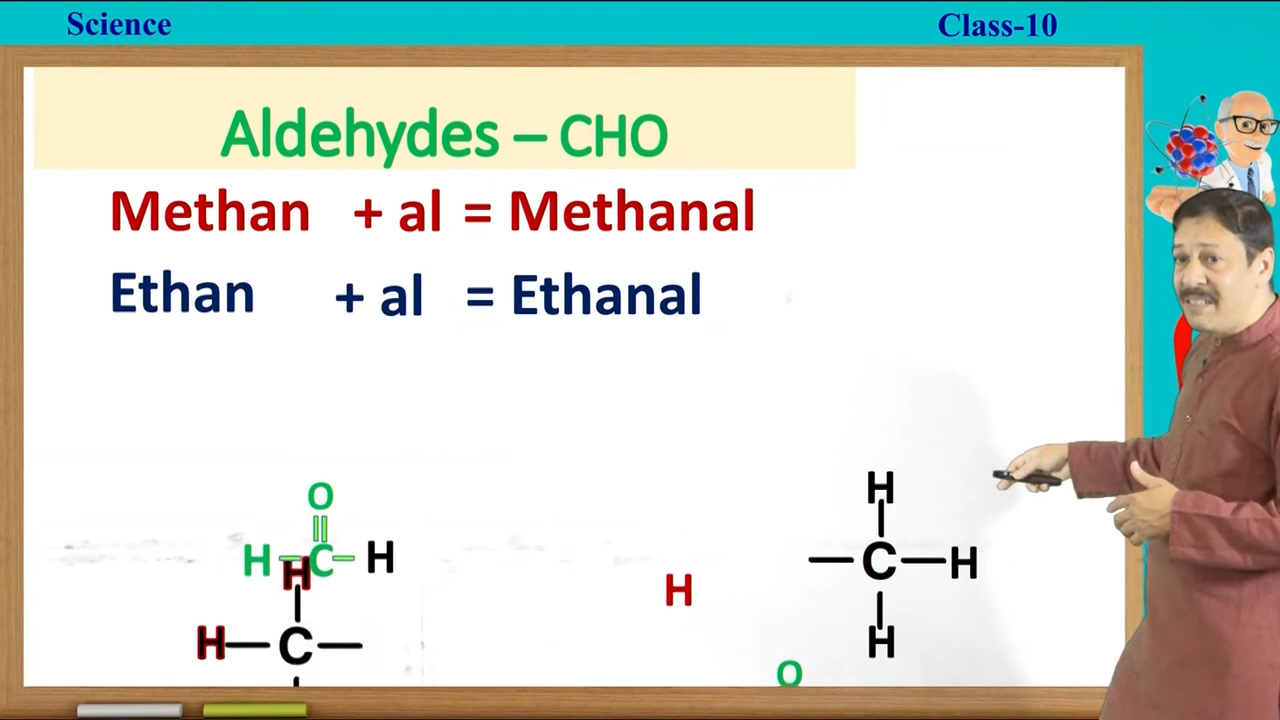 Science
Class-10
Aldehydes – CHO
Methan + al = Methanal
Ethan + al = Ethanal
O
H – C – H
H
H – C –
H
– C – H
H
H
O